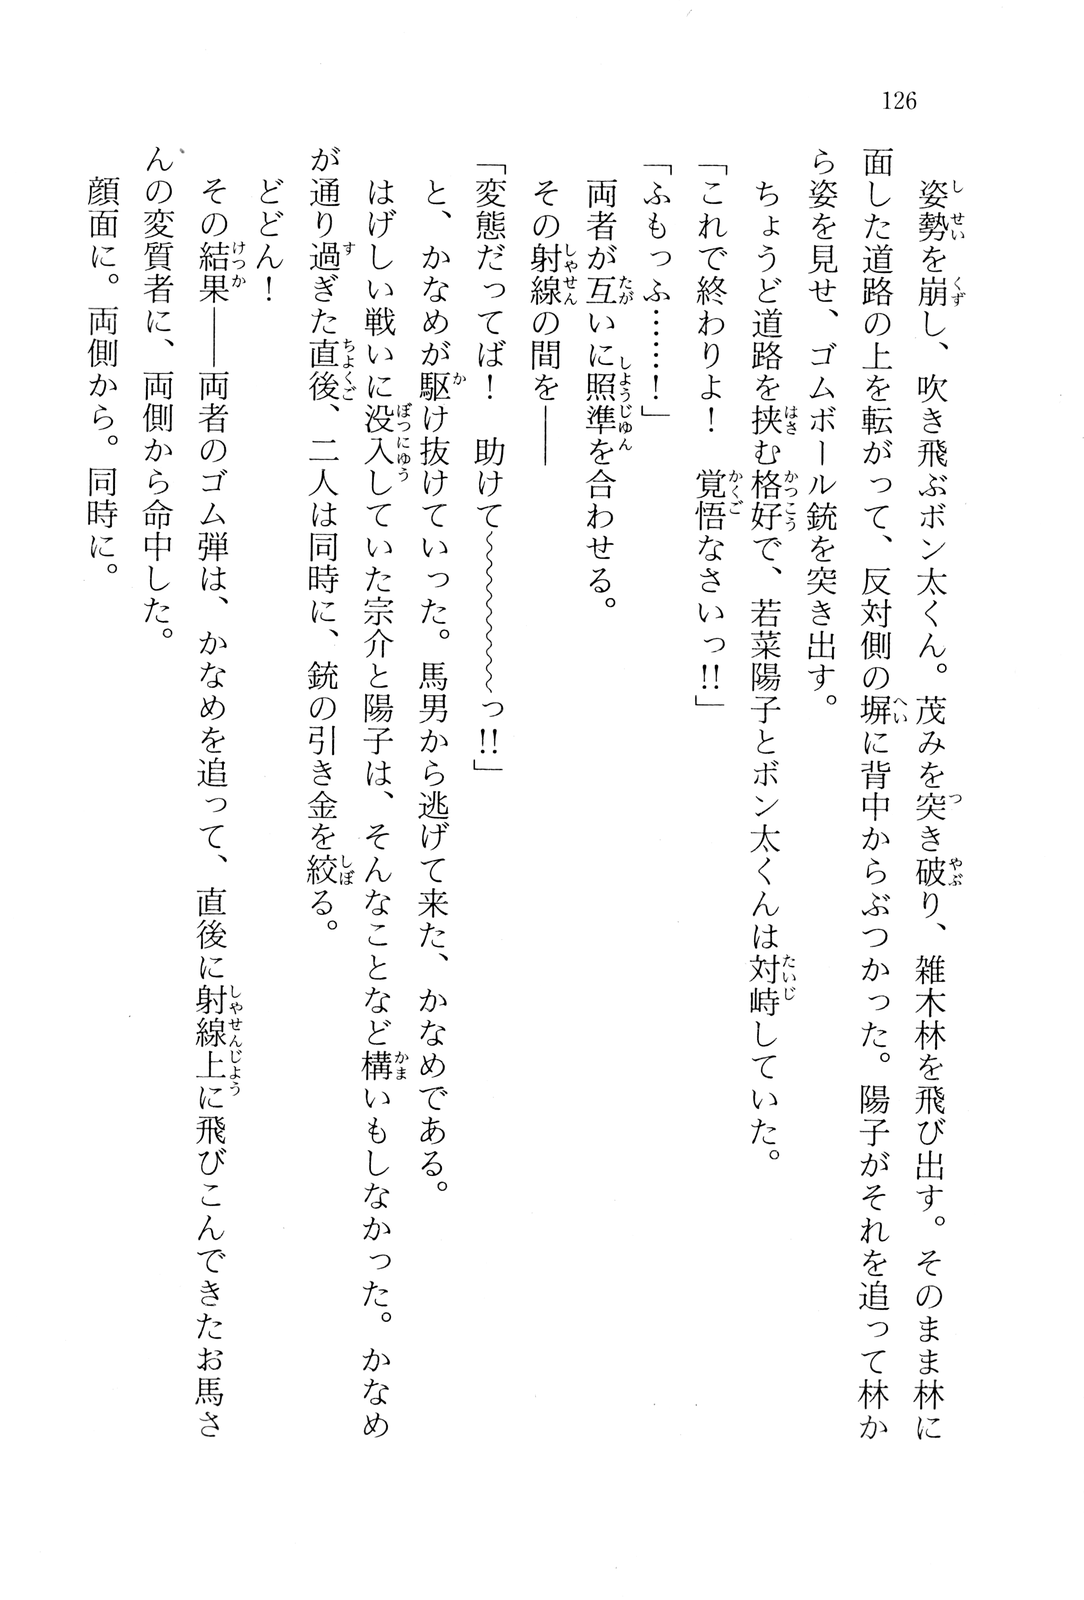 126
姿勢を崩し、吹き飛ぶボン太くん。茂みを突き破り、雑木林を飛び出す。そのまま林に
面した道路の上を転がって、反対側の塀に背中からぶつかった。陽子がそれを追って林か
ら姿を見せ、ゴムボール銃を突き出す。
ちょうど道路を挟む格好で、若菜陽子とボン太くんは対峙していた。
「これで終わりよ！　覚悟なさいっ!!」
「ふもっふ……！」
両者が互いに照準を合わせる。
その射線の間を――
「変態だってば！　助けて〜〜〜〜〜っ!!」
と、かなめが駆け抜けていった。馬男から逃げて来た、かなめである。
はげしい戦いに没入していた宗介と陽子は、そんなことなど構いもしなかった。かなめ
が通り過ぎた直後、二人は同時に、銃の引き金を絞る。
どどん！
その結果――両者のゴム弾は、かなめを追って、直後に射線上に飛びこんできたお馬さ
んの変質者に、両側から命中した。
顔面に。両側から。同時に。